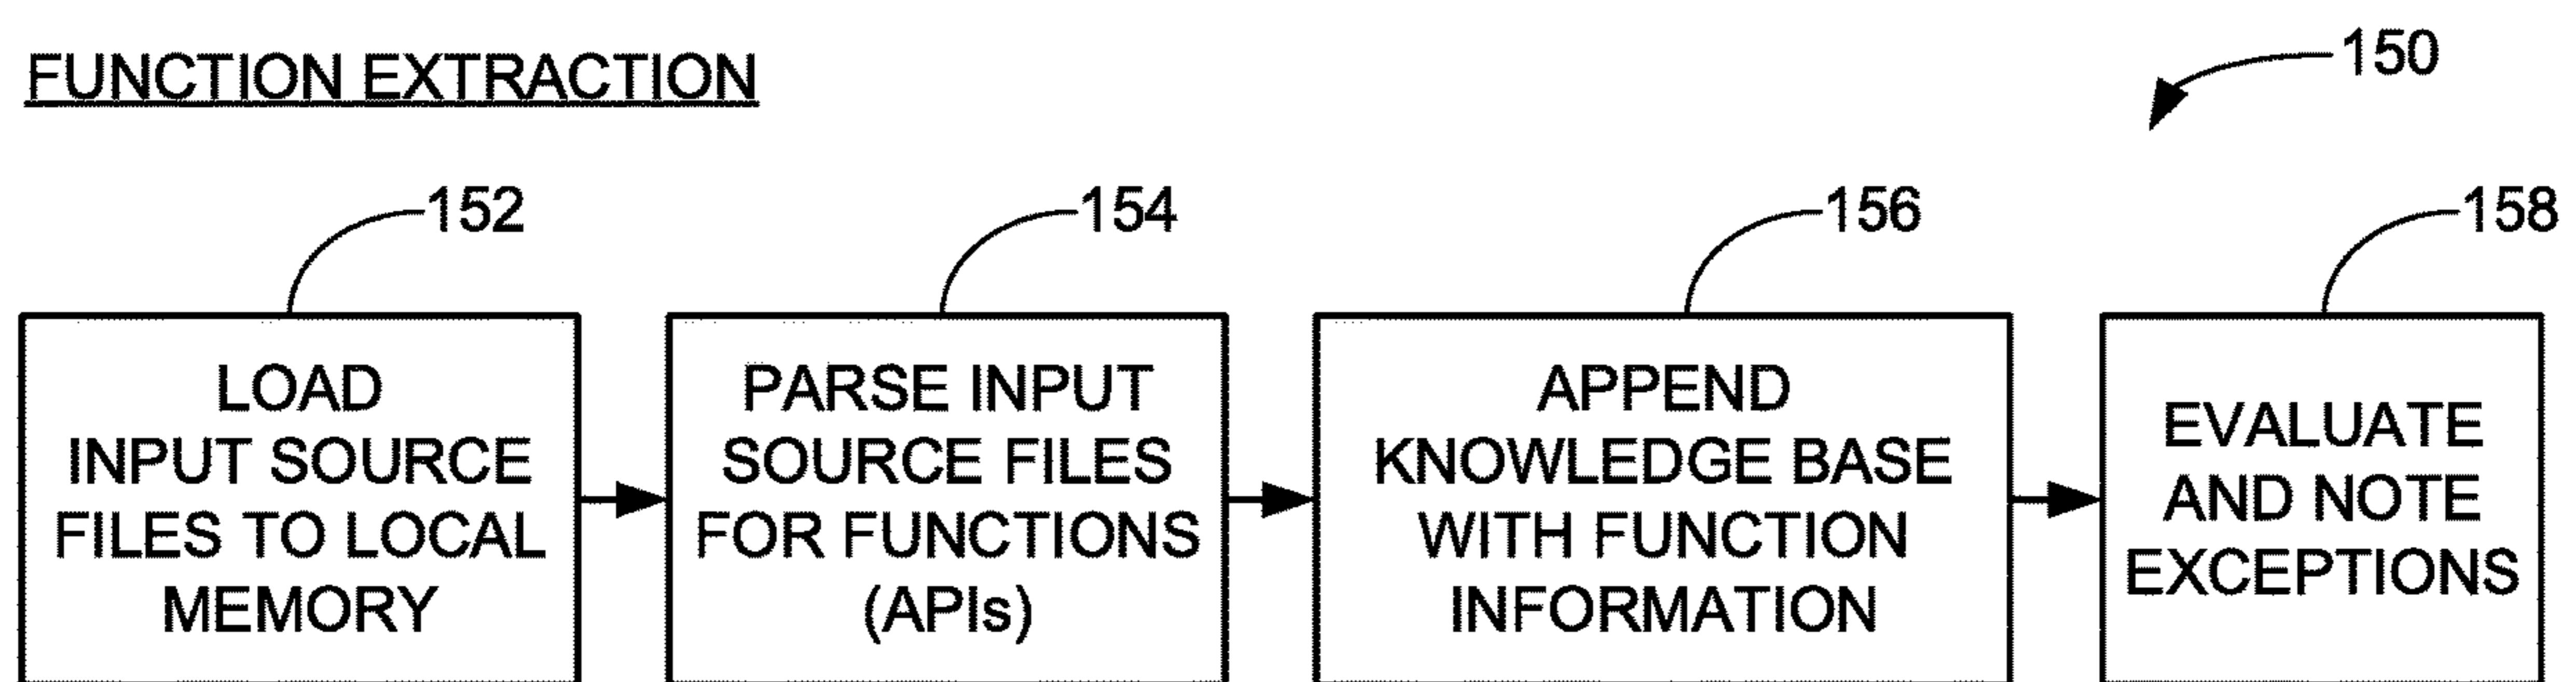 FUNCTION EXTRACTION
150
152
154
156
158
LOAD
INPUT SOURCE
FILES TO LOCAL
MEMORY
PARSE INPUT
SOURCE FILES
FOR FUNCTIONS
(APIs)
APPEND
KNOWLEDGE BASE
WITH FUNCTION
INFORMATION
EVALUATE
AND NOTE
EXCEPTIONS